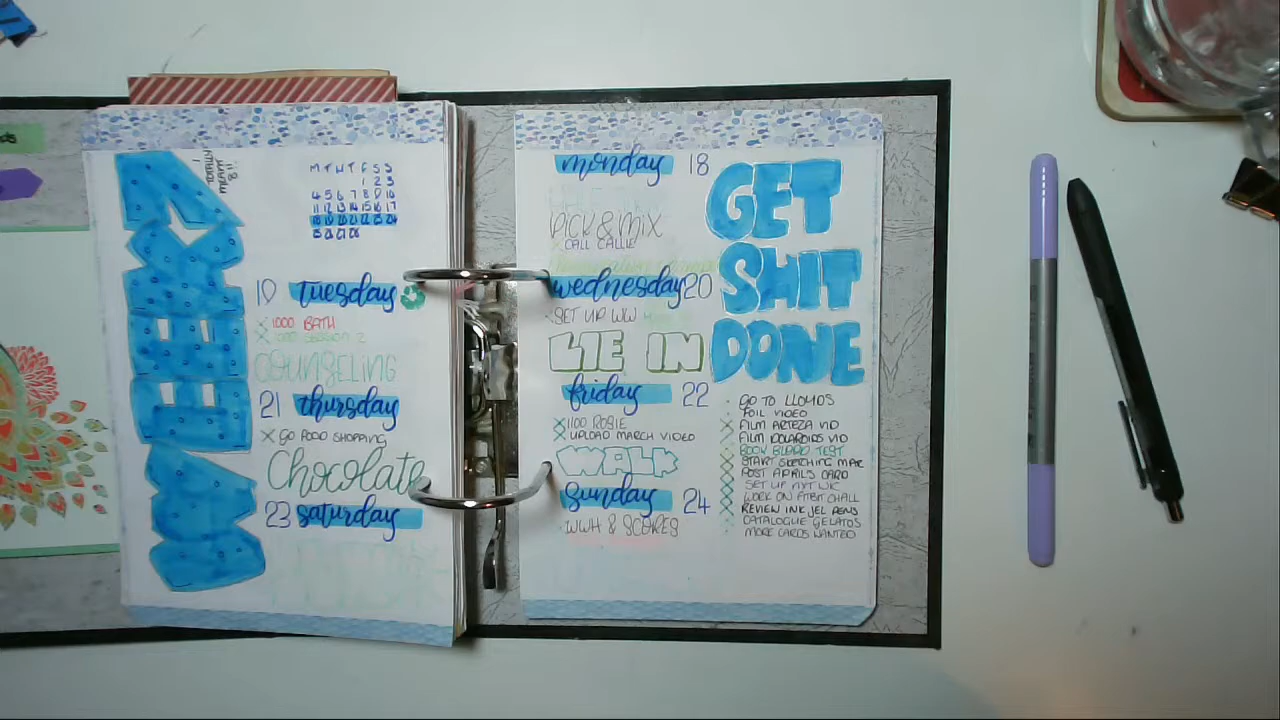 WEEK
M T W T F S S
1 2 3
4 5 6 7 8 9 10
11 12 13 14 15 16 17
18 19 20 21 22 23 24
25 26 27 28
19 tuesday
1000 BATH
COUNSELING
21 thursday
GO FOOD SHOPPING
Chocolate
23 saturday
monday 18
PICK & MIX
CALL CALLIE
wednesday 20
SET UP WW
LIE IN
friday 22
1100 ROSIE
UPLOAD MARCH VIDEO
WALK
sunday 24
WWH & SCORES
GET
SHIT
DONE
GO TO LLOYDS
FOIL VIDEO
FILM ARTEZA VID
FILM POLAROIDS VID
BOOK BLOOD TEST
START SKETCHING MAR
POST APRILS CARD
SET UP NXT WK
WORK ON CHALL
REVIEW INK JEL PENS
CATALOGUE GELATOS
MORE CARDS WANTED